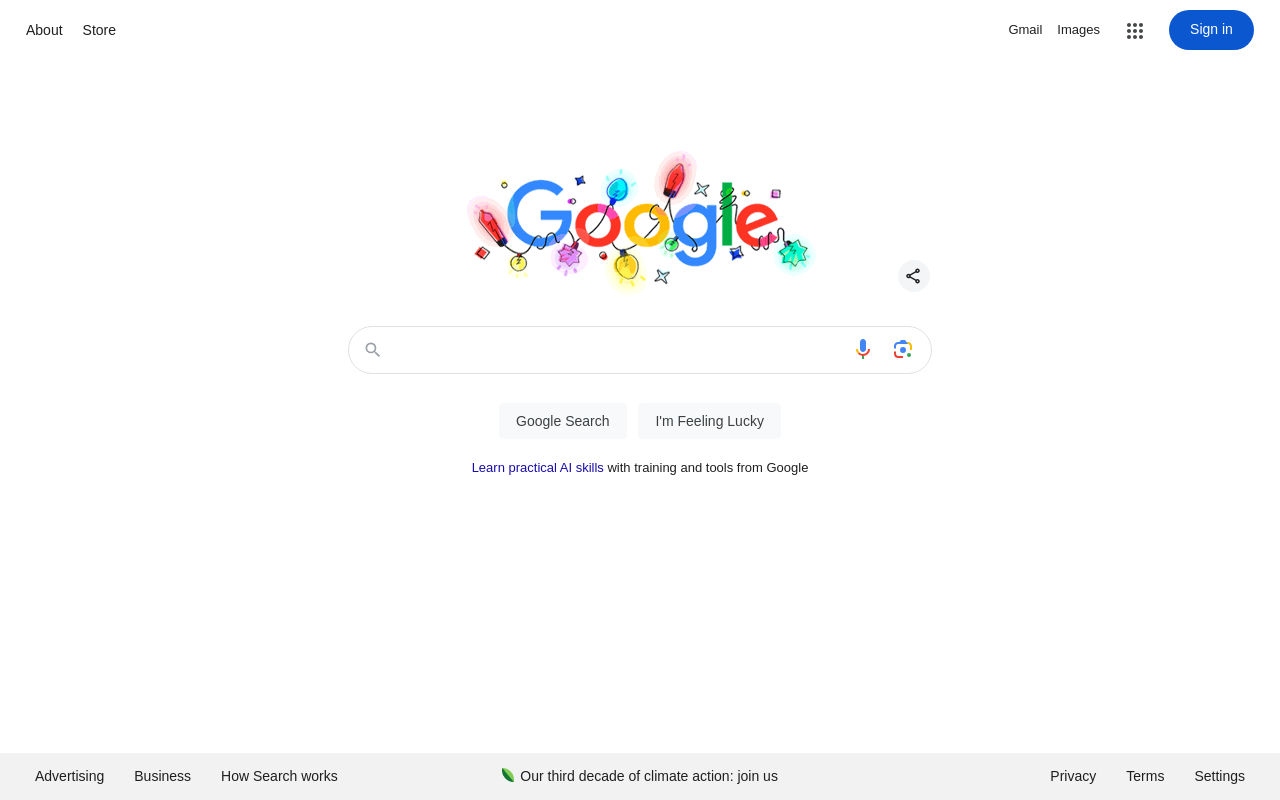 About Store Gmail Images Sign in
Google
Google Search I'm Feeling Lucky
Learn practical AI skills with training and tools from Google
Advertising Business How Search works Our third decade of climate action: join us Privacy Terms Settings